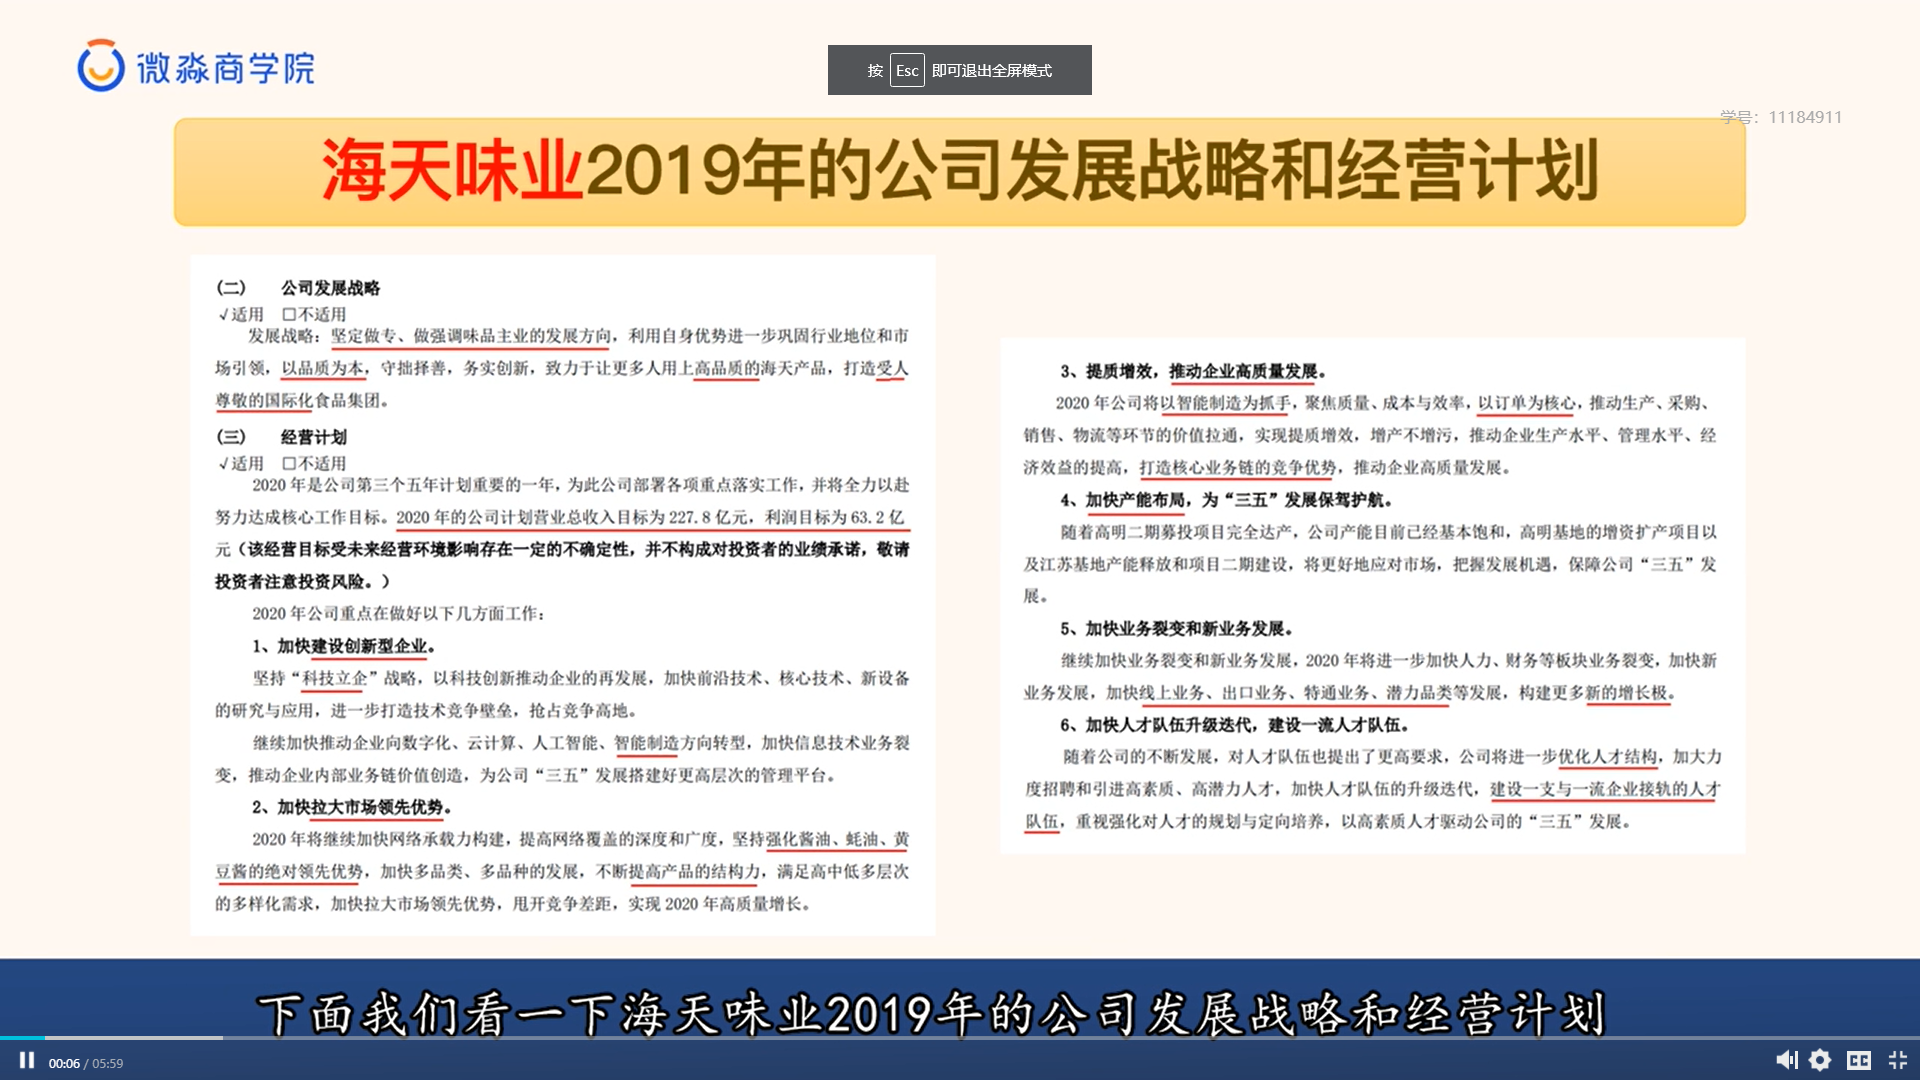 微淼商学院
按 Esc 即可退出全屏模式
学号：11184911
海天味业2019年的公司发展战略和经营计划
(二) 公司发展战略
√适用 □不适用
发展战略：坚定做专、做强调味品主业的发展方向，利用自身优势进一步巩固行业地位和市
场引领，以品质为本，守拙择善，务实创新，致力于让更多人用上高品质的海天产品，打造受人
尊敬的国际化食品集团。
(三) 经营计划
√适用 □不适用
2020 年是公司第三个五年计划重要的一年，为此公司部署各项重点落实工作，并将全力以赴
努力达成核心工作目标。2020 年的公司计划营业总收入目标为 227.8 亿元，利润目标为 63.2 亿
元（该经营目标受未来经营环境影响存在一定的不确定性，并不构成对投资者的业绩承诺，敬请
投资者注意投资风险。）
2020 年公司重点在做好以下几方面工作：
1、加快建设创新型企业。
坚持“科技立企”战略，以科技创新推动企业的再发展，加快前沿技术、核心技术、新设备
的研究与应用，进一步打造技术竞争壁垒，抢占竞争高地。
继续加快推动企业向数字化、云计算、人工智能、智能制造方向转型，加快信息技术业务裂
变，推动企业内部业务链价值创造，为公司“三五”发展搭建好更高层次的管理平台。
2、加快拉大市场领先优势。
2020 年将继续加快网络承载力构建，提高网络覆盖的深度和广度，坚持强化酱油、蚝油、黄
豆酱的绝对领先优势，加快多品类、多品种的发展，不断提高产品的结构力，满足高中低多层次
的多样化需求，加快拉大市场领先优势，甩开竞争差距，实现 2020 年高质量增长。
3、提质增效，推动企业高质量发展。
2020 年公司将以智能制造为抓手，聚焦质量、成本与效率，以订单为核心，推动生产、采购、
销售、物流等环节的价值拉通，实现提质增效，增产不增污，推动企业生产水平、管理水平、经
济效益的提高，打造核心业务链的竞争优势，推动企业高质量发展。
4、加快产能布局，为“三五”发展保驾护航。
随着高明二期募投项目完全达产，公司产能目前已经基本饱和，高明基地的增资扩产项目以
及江苏基地产能释放和项目二期建设，将更好地应对市场，把握发展机遇，保障公司“三五”发
展。
5、加快业务裂变和新业务发展。
继续加快业务裂变和新业务发展，2020 年将进一步加快人力、财务等板块业务裂变，加快新
业务发展，加快线上业务、出口业务、特通业务、潜力品类等发展，构建更多新的增长极。
6、加快人才队伍升级迭代，建设一流人才队伍。
随着公司的不断发展，对人才队伍也提出了更高要求，公司将进一步优化人才结构，加大力
度招聘和引进高素质、高潜力人才，加快人才队伍的升级迭代，建设一支与一流企业接轨的人才
队伍，重视强化对人才的规划与定向培养，以高素质人才驱动公司的“三五”发展。
下面我们看一下海天味业2019年的公司发展战略和经营计划
00:06 / 05:59
CC